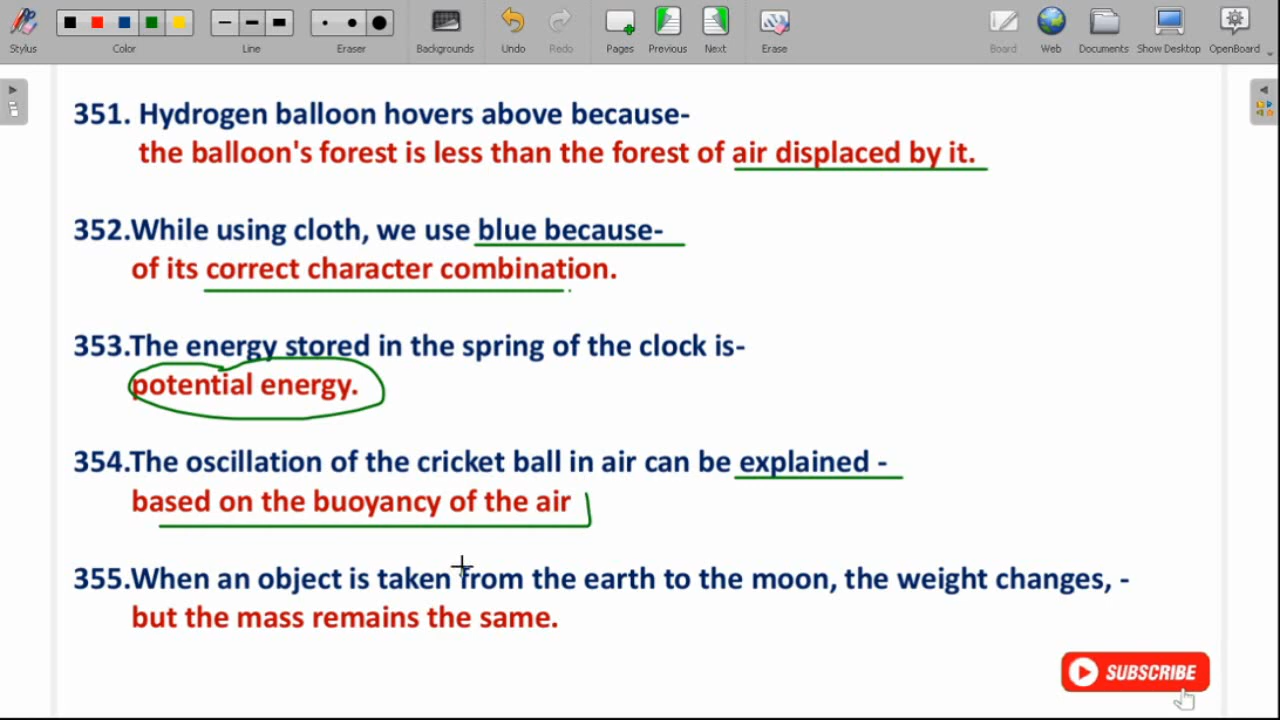 Stylus
Color
Line
Eraser
Backgrounds
Undo
Redo
Pages
Previous
Next
Erase
Board
Web
Documents
Show Desktop
OpenBoard
351. Hydrogen balloon hovers above because-
the balloon's forest is less than the forest of air displaced by it.
352.While using cloth, we use blue because-
of its correct character combination.
353.The energy stored in the spring of the clock is-
potential energy.
354.The oscillation of the cricket ball in air can be explained -
based on the buoyancy of the air
355.When an object is taken from the earth to the moon, the weight changes, -
but the mass remains the same.
SUBSCRIBE